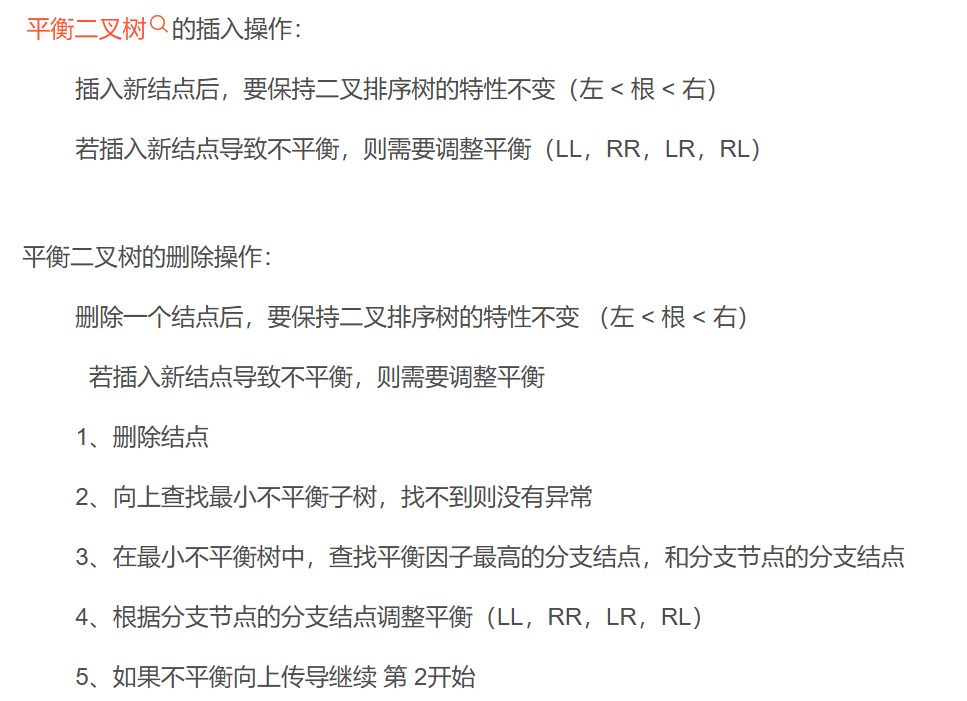 平衡二叉树的插入操作：
插入新结点后，要保持二叉排序树的特性不变（左 < 根 < 右）
若插入新结点导致不平衡，则需要调整平衡（LL，RR，LR，RL）
平衡二叉树的删除操作：
删除一个结点后，要保持二叉排序树的特性不变 （左 < 根 < 右）
若插入新结点导致不平衡，则需要调整平衡
1、删除结点
2、向上查找最小不平衡子树，找不到则没有异常
3、在最小不平衡树中，查找平衡因子最高的分支结点，和分支节点的分支结点
4、根据分支节点的分支结点调整平衡（LL，RR，LR，RL）
5、如果不平衡向上传导继续 第 2开始